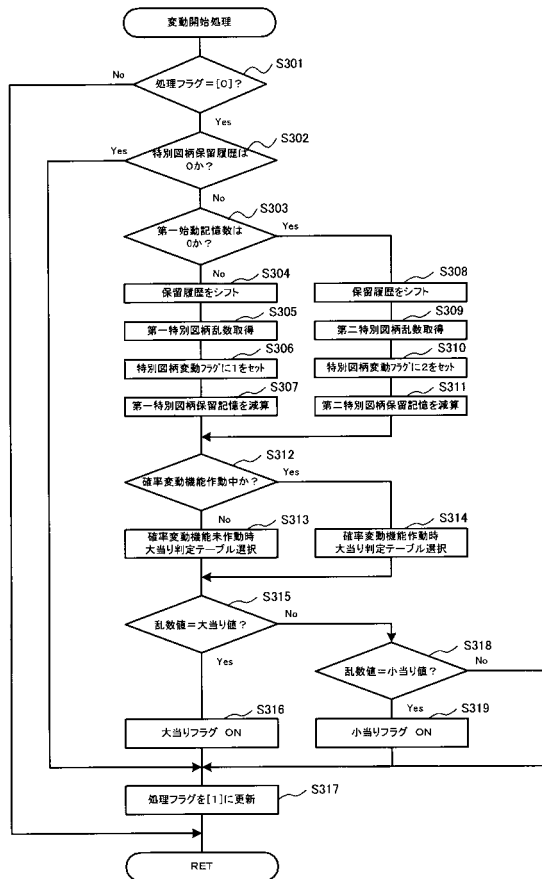 変動開始処理
S301
処理フラグ=[0]?
No
Yes
S302
特別図柄保留履歴は
0か?
Yes
No
S303
第一始動記憶数は
0か?
Yes
No
S304
保留履歴をシフト
S305
第一特別図柄乱数取得
S306
特別図柄変動フラグに1をセット
S307
第一特別図柄保留記憶を減算
S308
保留履歴をシフト
S309
第二特別図柄乱数取得
S310
特別図柄変動フラグに2をセット
S311
第二特別図柄保留記憶を減算
S312
確率変動機能作動中か?
Yes
No
S313
確率変動機能未作動時
大当り判定テーブル選択
S314
確率変動機能作動時
大当り判定テーブル選択
S315
乱数値=大当り値?
No
Yes
S318
乱数値=小当り値?
No
Yes
S316
大当りフラグ ON
S319
小当りフラグ ON
処理フラグを[1]に更新
S317
RET